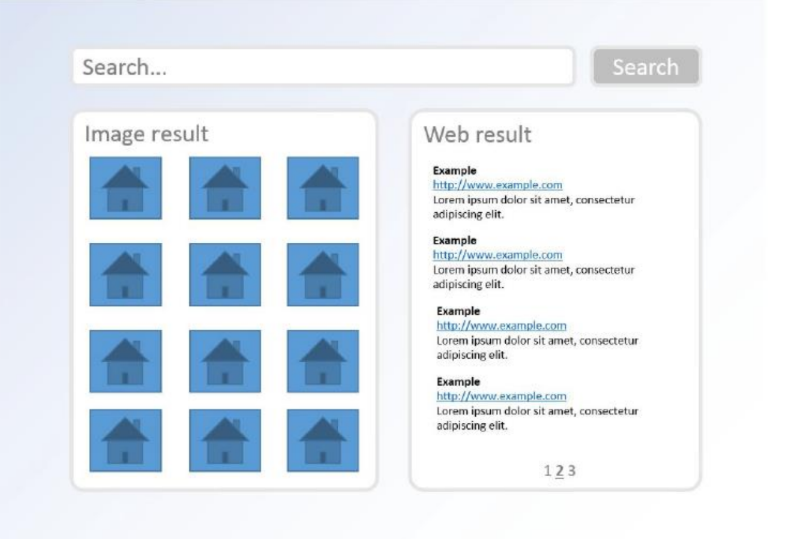 Search...
Search
Image result
Web result
Example
http://www.example.com
Lorem ipsum dolor sit amet, consectetur
adipiscing elit.
Example
http://www.example.com
Lorem ipsum dolor sit amet, consectetur
adipiscing elit.
Example
http://www.example.com
Lorem ipsum dolor sit amet, consectetur
adipiscing elit.
Example
http://www.example.com
Lorem ipsum dolor sit amet, consectetur
adipiscing elit.
1 2 3